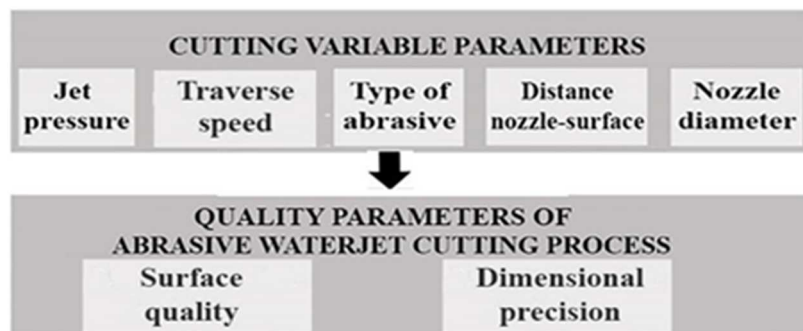 CUTTING VARIABLE PARAMETERS
Jet
pressure
Traverse
speed
Type of
abrasive
Distance
nozzle-surface
Nozzle
diameter
QUALITY PARAMETERS OF
ABRASIVE WATERJET CUTTING PROCESS
Surface
quality
Dimensional
precision